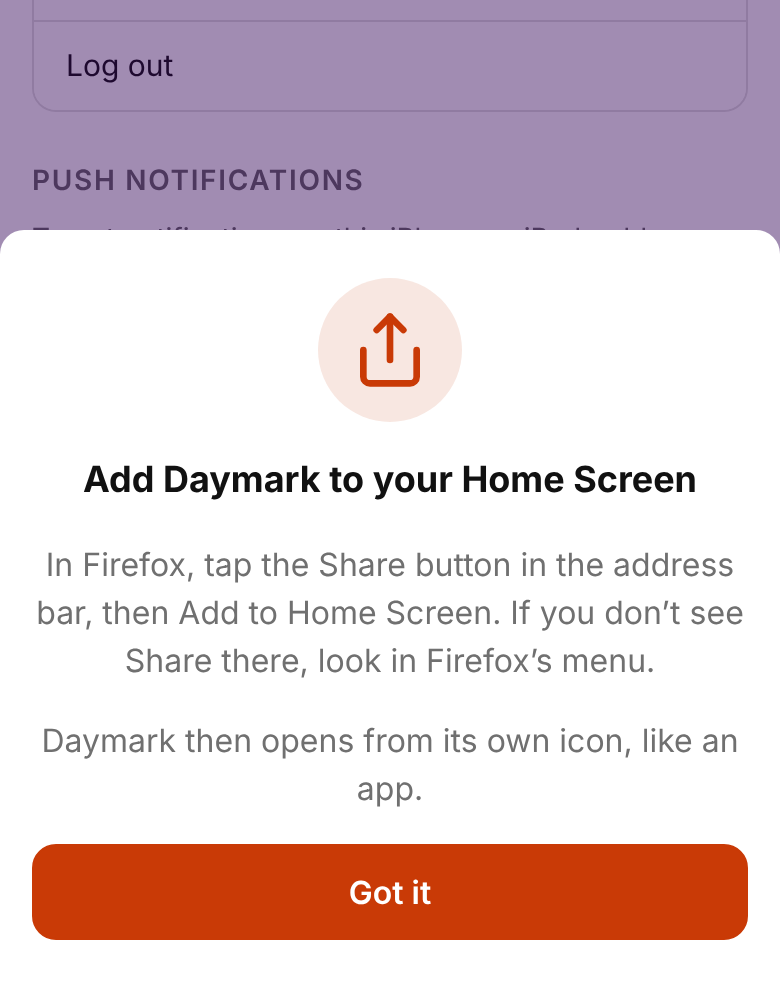 Log out
PUSH NOTIFICATIONS
Add Daymark to your Home Screen
In Firefox, tap the Share button in the address
bar, then Add to Home Screen. If you don’t see
Share there, look in Firefox’s menu.
Daymark then opens from its own icon, like an
app.
Got it